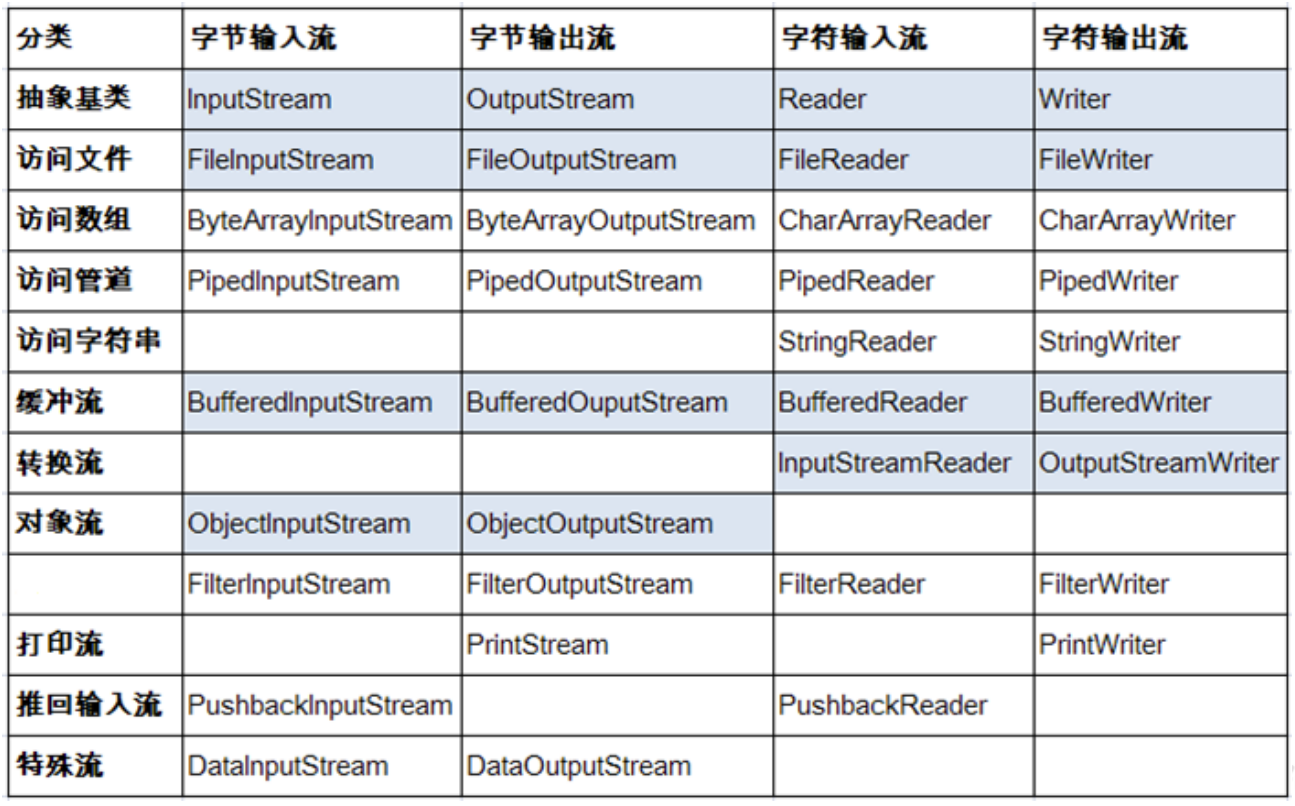 分类 字节输入流 字节输出流 字符输入流 字符输出流
抽象基类 InputStream OutputStream Reader Writer
访问文件 FileInputStream FileOutputStream FileReader FileWriter
访问数组 ByteArrayInputStream ByteArrayOutputStream CharArrayReader CharArrayWriter
访问管道 PipedInputStream PipedOutputStream PipedReader PipedWriter
访问字符串 StringReader StringWriter
缓冲流 BufferedInputStream BufferedOuputStream BufferedReader BufferedWriter
转换流 InputStreamReader OutputStreamWriter
对象流 ObjectInputStream ObjectOutputStream
FilterInputStream FilterOutputStream FilterReader FilterWriter
打印流 PrintStream PrintWriter
推回输入流 PushbackInputStream PushbackReader
特殊流 DataInputStream DataOutputStream